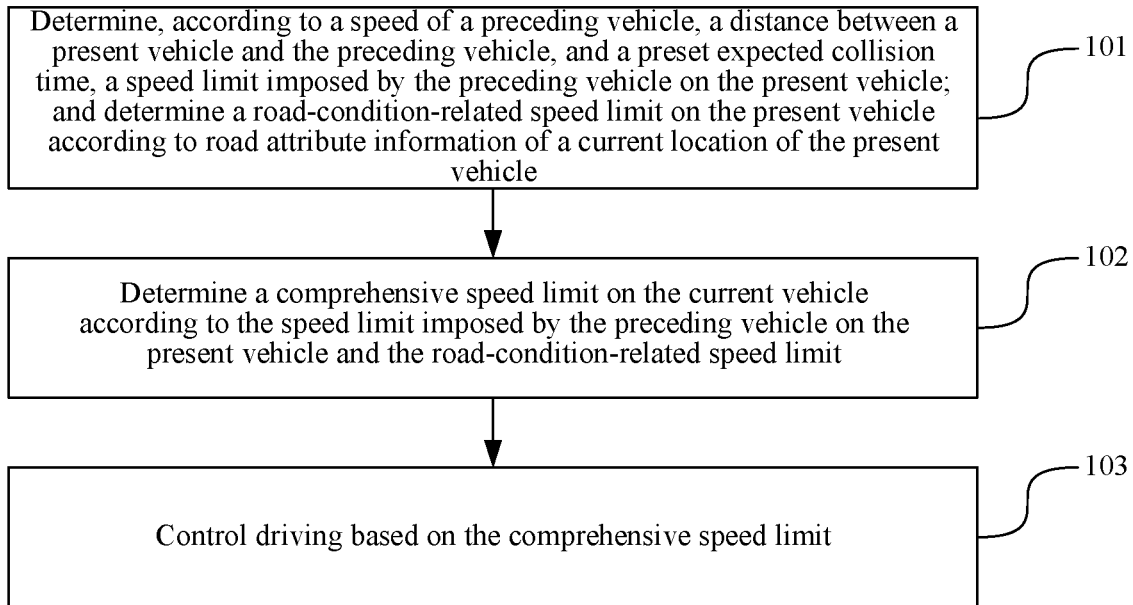 Determine, according to a speed of a preceding vehicle, a distance between a
present vehicle and the preceding vehicle, and a preset expected collision
time, a speed limit imposed by the preceding vehicle on the present vehicle;
and determine a road-condition-related speed limit on the present vehicle
according to road attribute information of a current location of the present
vehicle
101
Determine a comprehensive speed limit on the current vehicle
according to the speed limit imposed by the preceding vehicle on the
present vehicle and the road-condition-related speed limit
102
Control driving based on the comprehensive speed limit
103